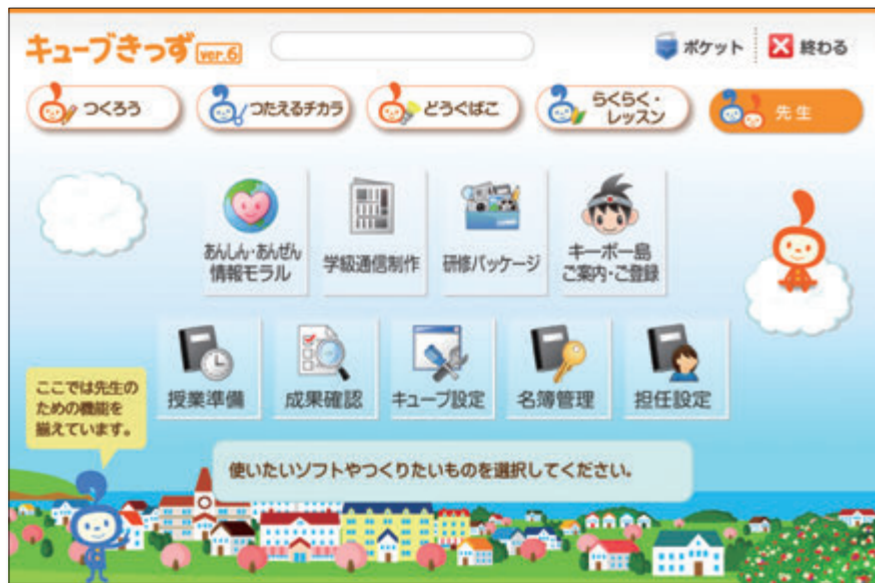 キューブきっず ver.6
ポケット
終わる
つくろう
つたえるチカラ
どうぐばこ
らくらく・
レッスン
先生
あんしん・あんぜん
情報モラル
学級通信制作
研修パッケージ
キーボー島
ご案内・ご登録
授業準備
成果確認
キューブ設定
名簿管理
担任設定
ここでは先生の
ための機能を
揃えています。
使いたいソフトやつくりたいものを選択してください。